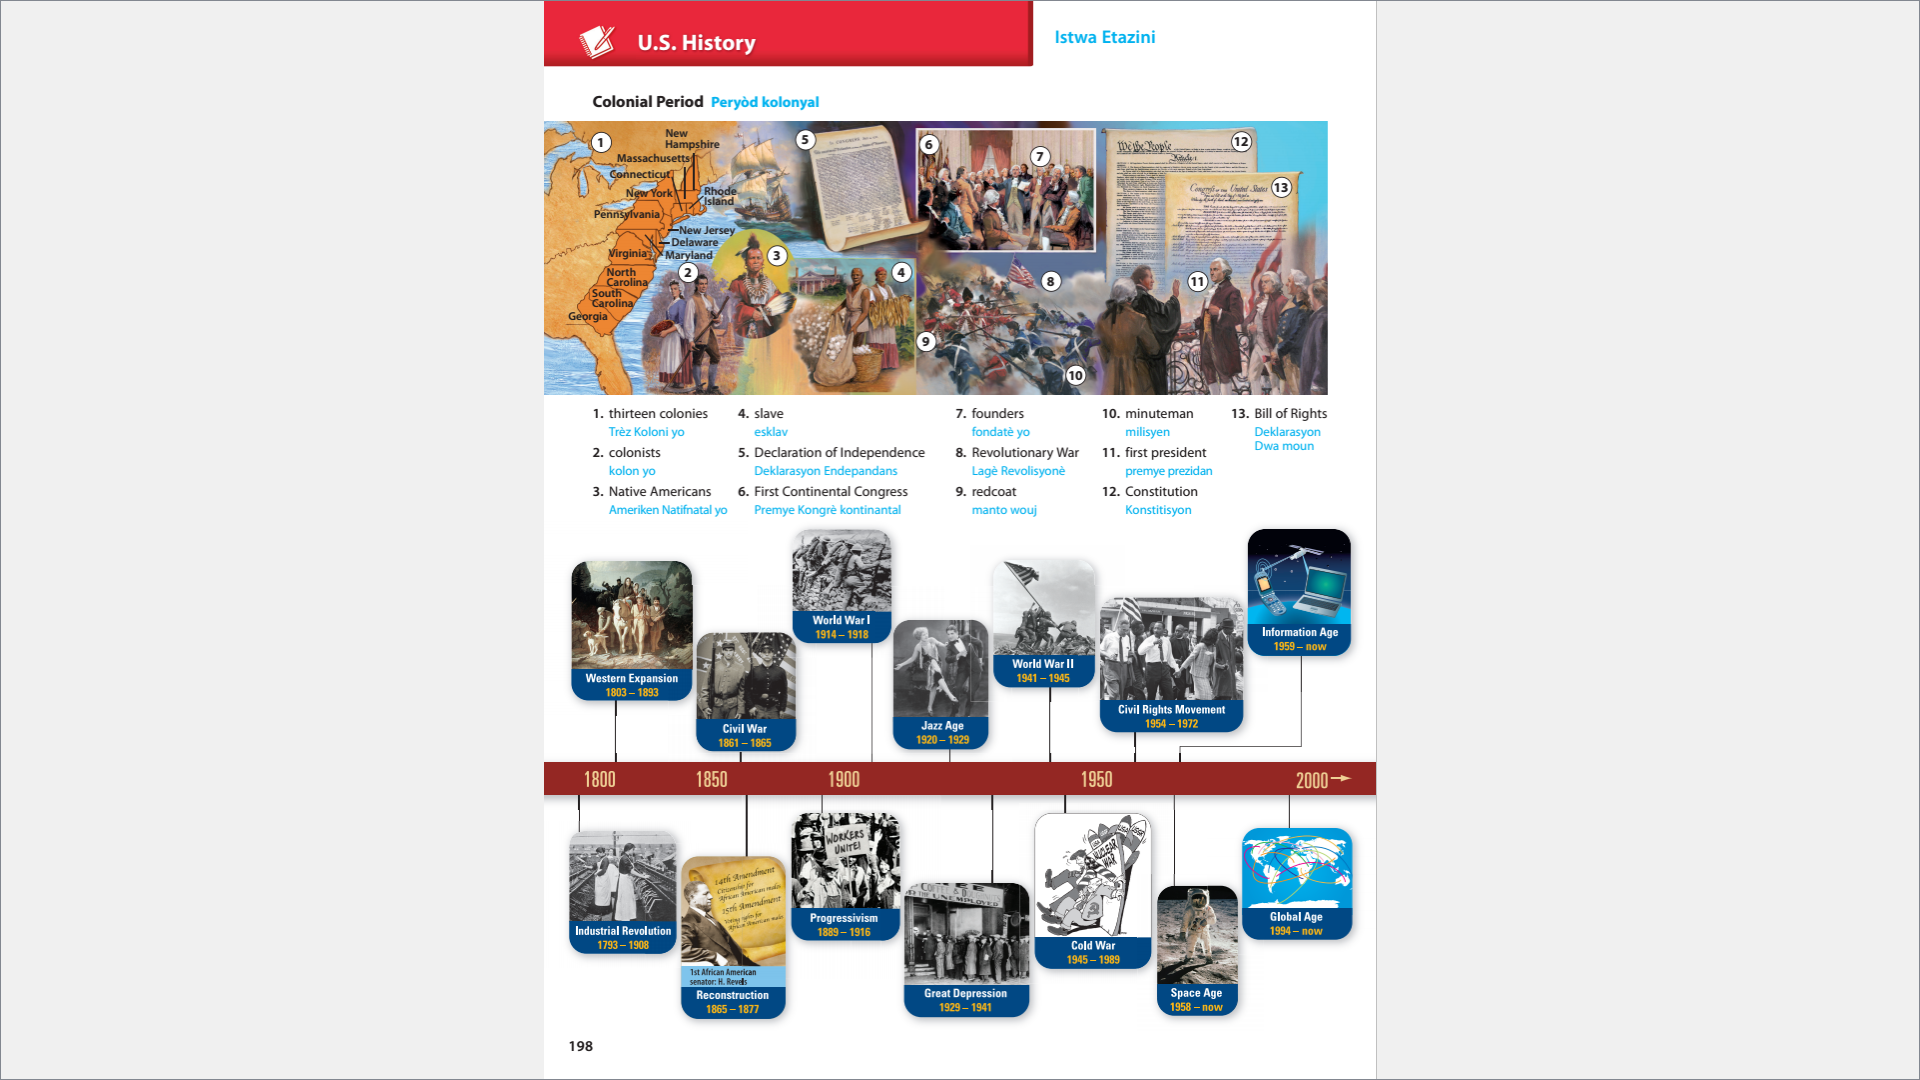 U.S. History
Istwa Etazini
Colonial Period Peryòd kolonyal
1
New
Hampshire
Massachusetts
Connecticut
New York
Rhode
Island
Pennsylvania
New Jersey
Delaware
Virginia
Maryland
North
Carolina
South
Carolina
Georgia
2
3
4
5
6
7
8
9
10
11
12
We the People
13
Congress OF THE United States
1. thirteen colonies
Trèz Koloni yo
2. colonists
kolon yo
3. Native Americans
Ameriken Natifnatal yo
4. slave
esklav
5. Declaration of Independence
Deklarasyon Endepandans
6. First Continental Congress
Premye Kongrè kontinantal
7. founders
fondatè yo
8. Revolutionary War
Lagè Revolisyonè
9. redcoat
manto wouj
10. minuteman
milisyen
11. first president
premye prezidan
12. Constitution
Konstitisyon
13. Bill of Rights
Deklarasyon
Dwa moun
Western Expansion
1803 – 1893
Civil War
1861 – 1865
World War I
1914 – 1918
Jazz Age
1920 – 1929
World War II
1941 – 1945
Civil Rights Movement
1954 – 1972
Information Age
1959 – now
1800 1850 1900 1950 2000
Industrial Revolution
1793 – 1908
14th Amendment
Citizenship for
African American males
15th Amendment
Voting rights for
African American males
1st African American
senator: H. Revels
Reconstruction
1865 – 1877
WORKERS
UNITE!
Progressivism
1889 – 1916
UNEMPLOYED
Great Depression
1929 – 1941
USA
USSR
NUCLEAR
WAR
Cold War
1945 – 1989
Space Age
1958 – now
Global Age
1994 – now
198